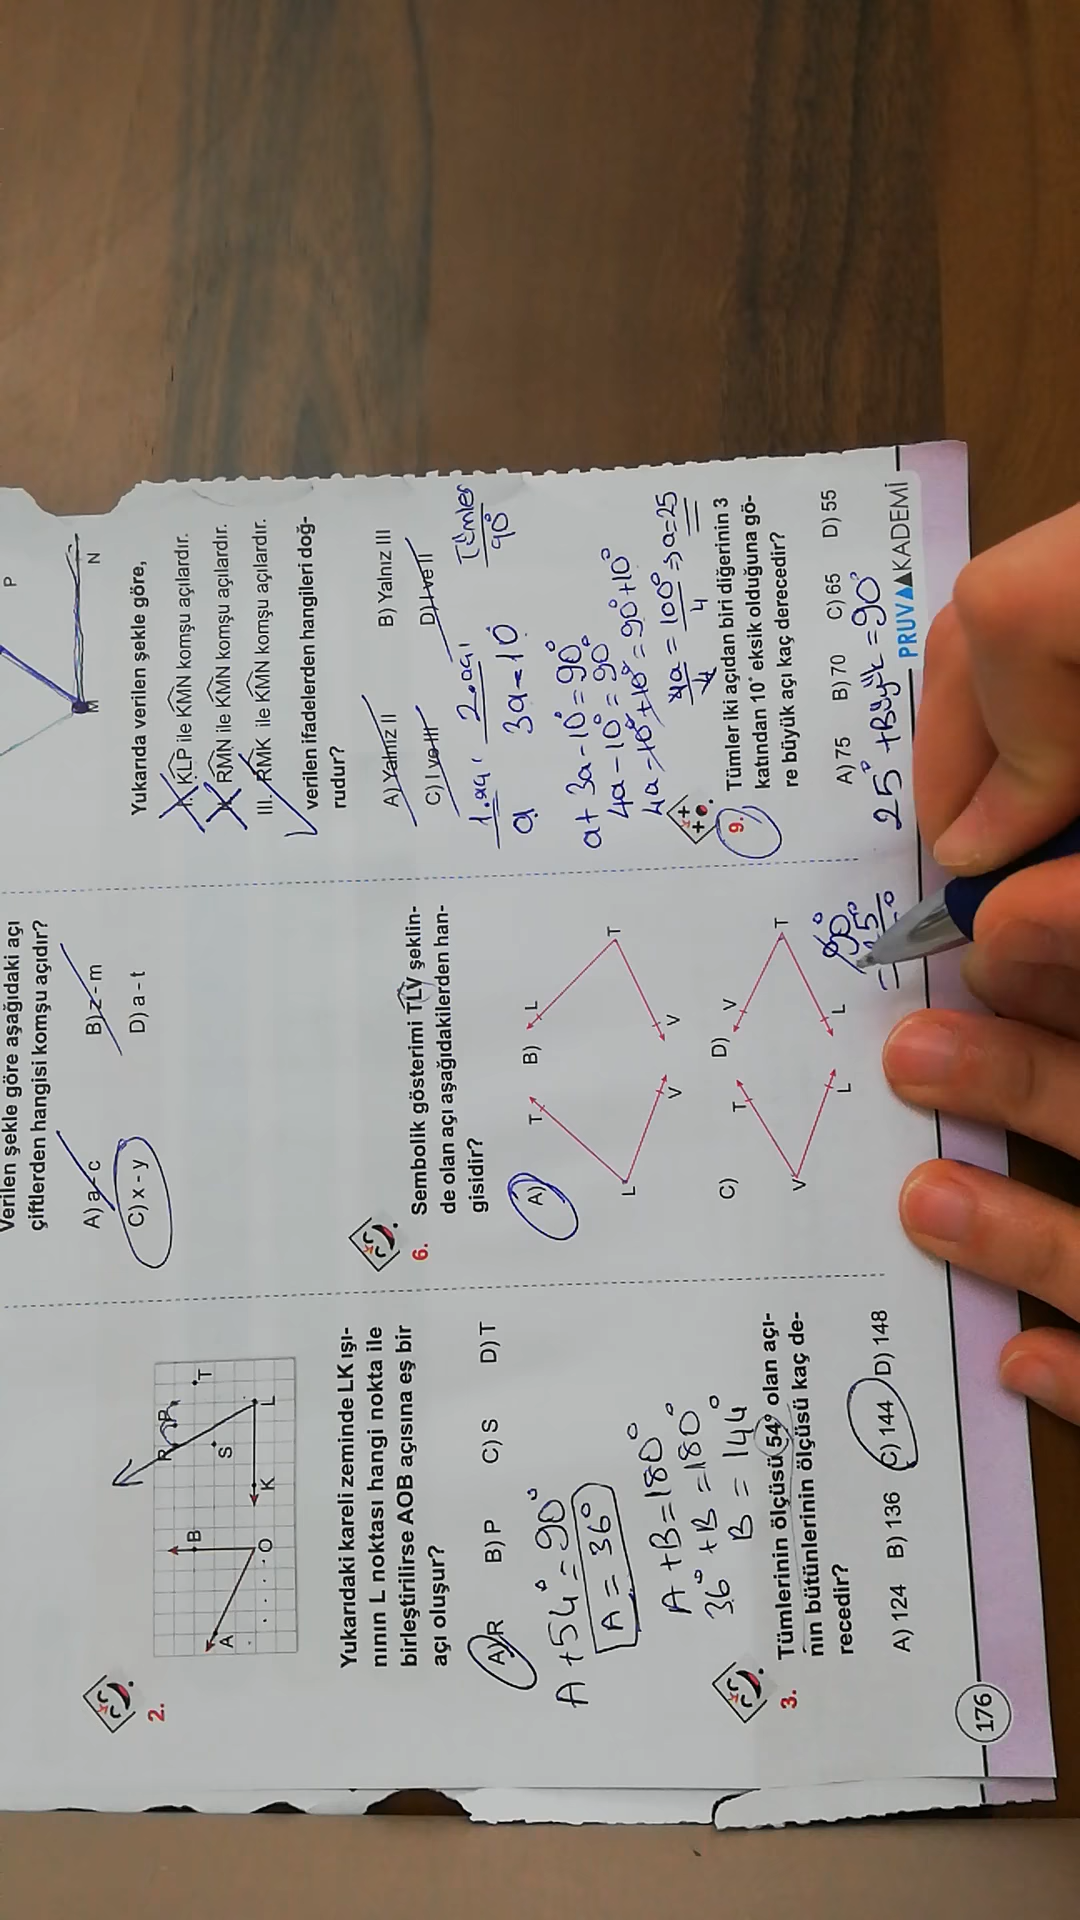 2.
A
B
O
K
L
S
T
R
P
Yukarıdaki kareli zeminde LK ışı-
nının L noktası hangi nokta ile
birleştirilirse AOB açısına eş bir
açı oluşur?
A) R B) P C) S D) T
A + 54° = 90°
A = 36°
A + B = 180°
36° + B = 180°
B = 144°
3. Tümlerinin ölçüsü 54° olan açı-
nın bütünlerinin ölçüsü kaç de-
recedir?
A) 124 B) 136 C) 144 D) 148
176
Verilen şekle göre aşağıdaki açı
çiftlerden hangisi komşu açıdır?
A) a - c B) z - m
C) x - y D) a - t
6. Sembolik gösterimi TLV şeklin-
de olan açı aşağıdakilerden han-
gisidir?
A) T L V
B) L T V
C) T V L
D) V T L
90°
P
M N
Yukarıda verilen şekle göre,
I. KLP ile KMN komşu açılardır.
II. RMN ile KMN komşu açılardır.
III. RMK ile KMN komşu açılardır.
verilen ifadelerden hangileri doğ-
rudur?
A) Yalnız II B) Yalnız III
C) I ve III D) I ve II
1. açı 2. açı Tümler
a 3a - 10 90°
a + 3a - 10° = 90°
4a - 10° = 90°
4a - 10° + 10° = 90° + 10°
4a = 100° ⇒ a = 25
4 4
9. Tümler iki açıdan biri diğerinin 3
katından 10° eksik olduğuna gö-
re büyük açı kaç derecedir?
A) 75 B) 70 C) 65 D) 55
25° + Büyük = 90°
PRUVA AKADEMİ